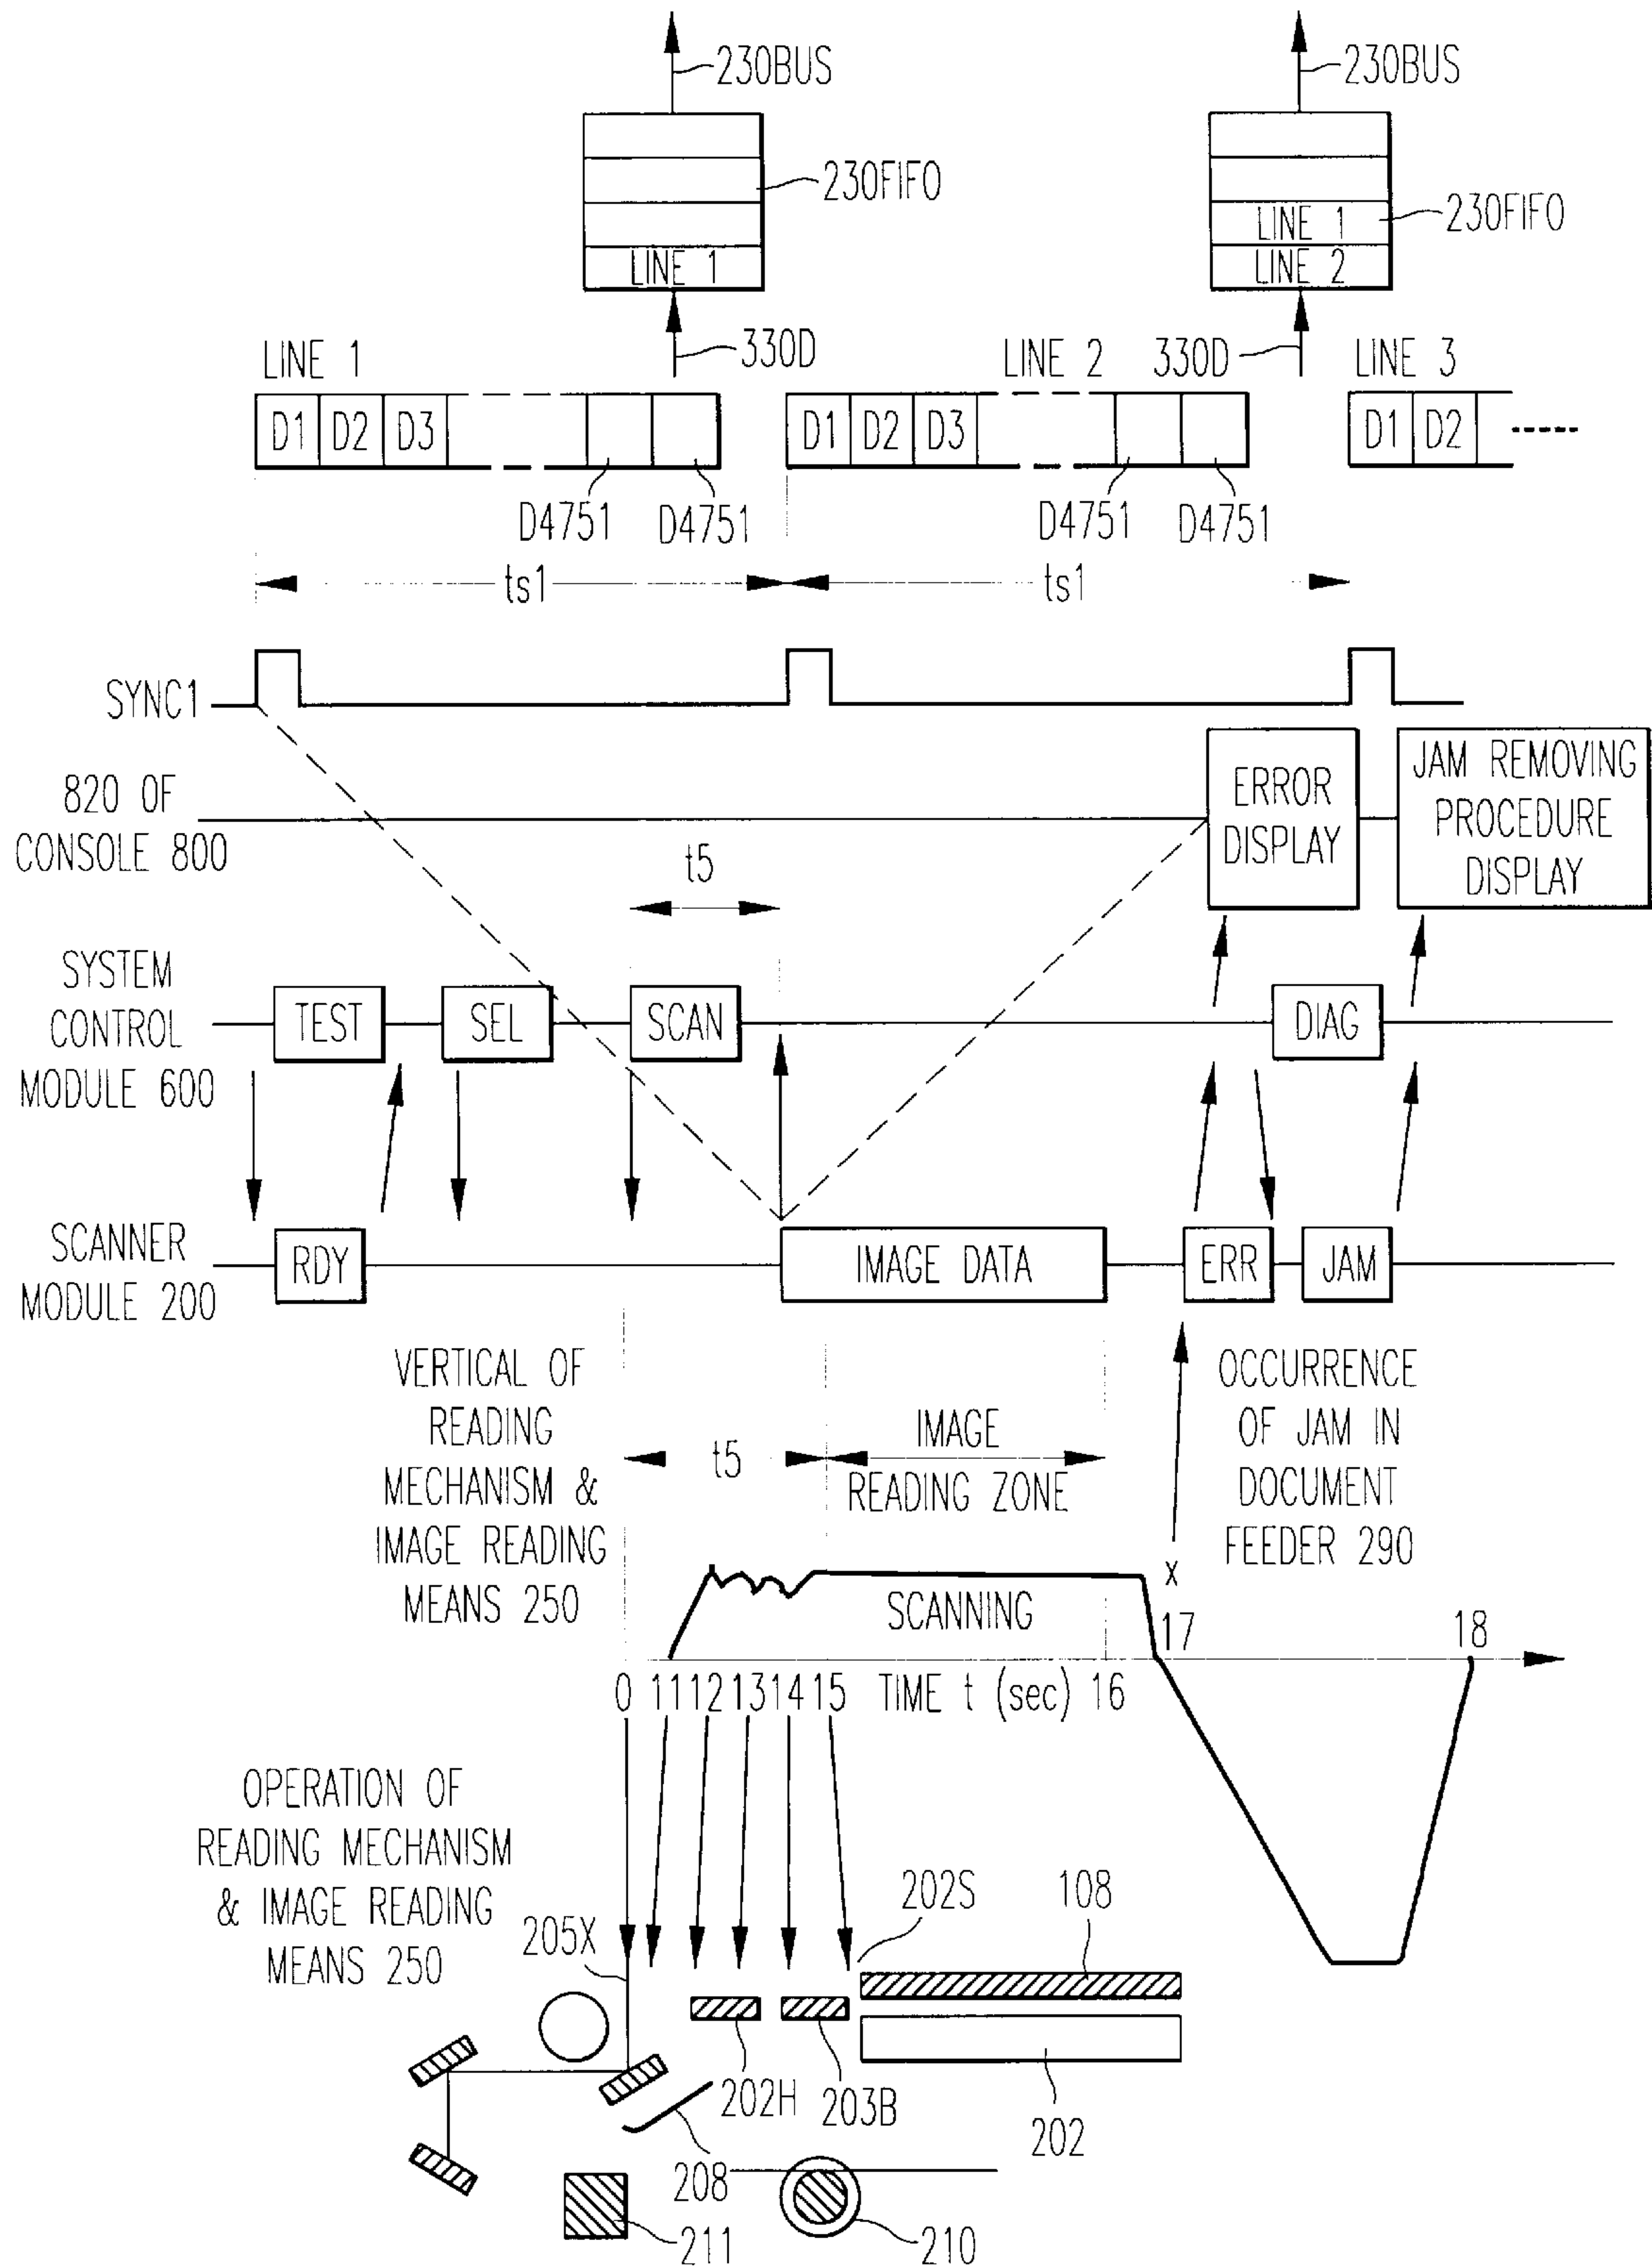 230BUS
230BUS
230FIFO
230FIFO
LINE 1
LINE 1
LINE 2
330D
330D
LINE 1
LINE 2
LINE 3
D1 D2 D3
D1 D2 D3
D1 D2
D4751 D4751
D4751 D4751
ts1
ts1
SYNC1
820 OF
CONSOLE 800
ERROR
DISPLAY
JAM REMOVING
PROCEDURE
DISPLAY
t5
SYSTEM
CONTROL
MODULE 600
TEST
SEL
SCAN
DIAG
SCANNER
MODULE 200
RDY
IMAGE DATA
ERR
JAM
VERTICAL OF
READING
MECHANISM &
IMAGE READING
MEANS 250
t5
IMAGE
READING ZONE
OCCURRENCE
OF JAM IN
DOCUMENT
FEEDER 290
x
SCANNING
17
18
0 11 12 13 14 15 TIME t (sec) 16
OPERATION OF
READING MECHANISM
& IMAGE READING
MEANS 250
205X
202S
108
202H
203B
202
208
211
210